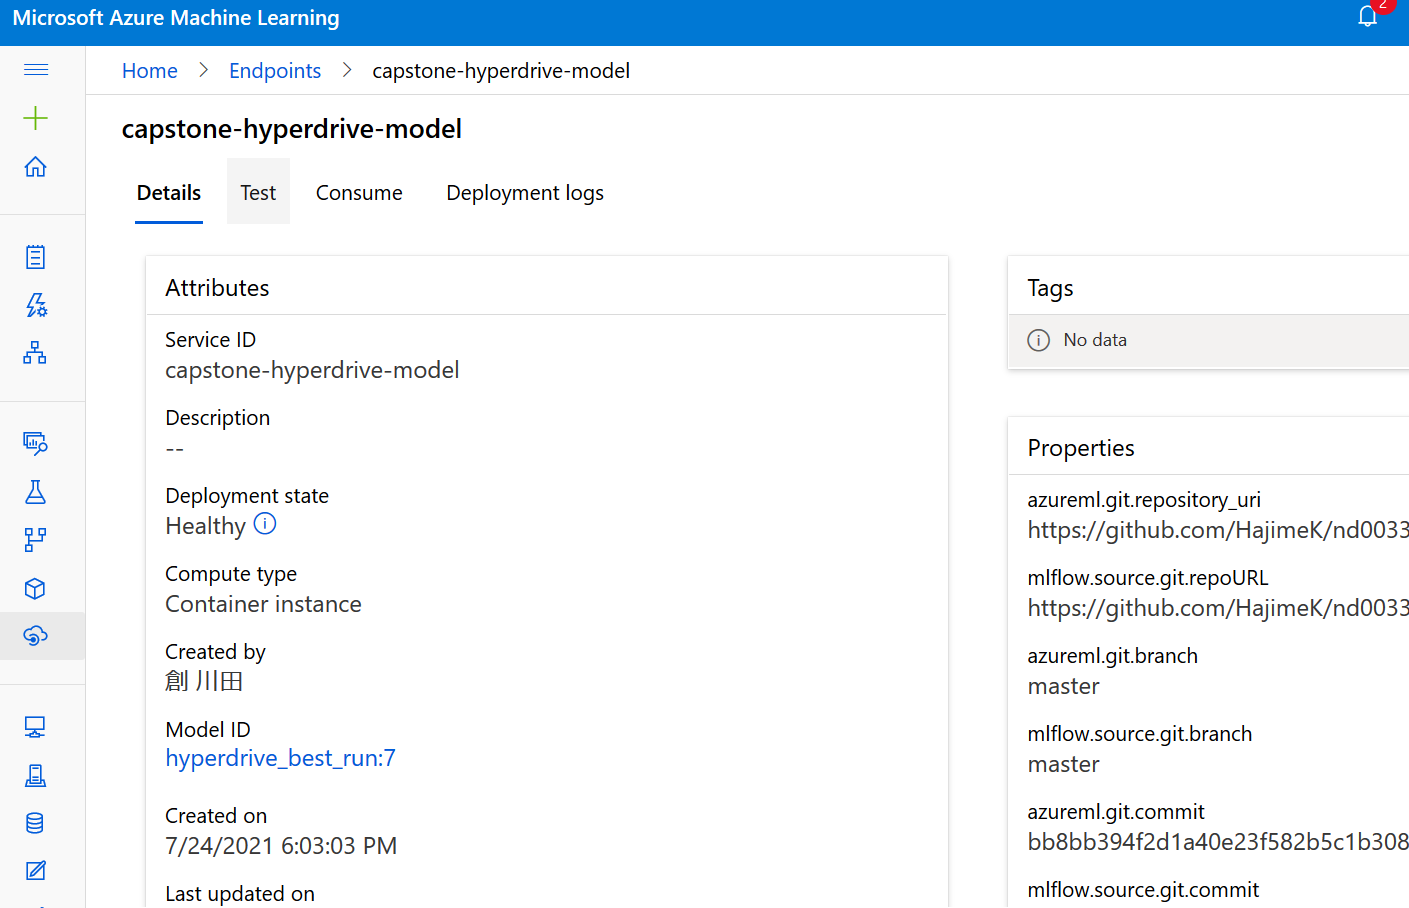 Microsoft Azure Machine Learning
2
Home > Endpoints > capstone-hyperdrive-model
capstone-hyperdrive-model
Details Test Consume Deployment logs
Attributes
Service ID
capstone-hyperdrive-model
Description
--
Deployment state
Healthy
Compute type
Container instance
Created by
創 川田
Model ID
hyperdrive_best_run:7
Created on
7/24/2021 6:03:03 PM
Last updated on
Tags
No data
Properties
azureml.git.repository_uri
https://github.com/HajimeK/nd0033
mlflow.source.git.repoURL
https://github.com/HajimeK/nd0033
azureml.git.branch
master
mlflow.source.git.branch
master
azureml.git.commit
bb8bb394f2d1a40e23f582b5c1b308
mlflow.source.git.commit